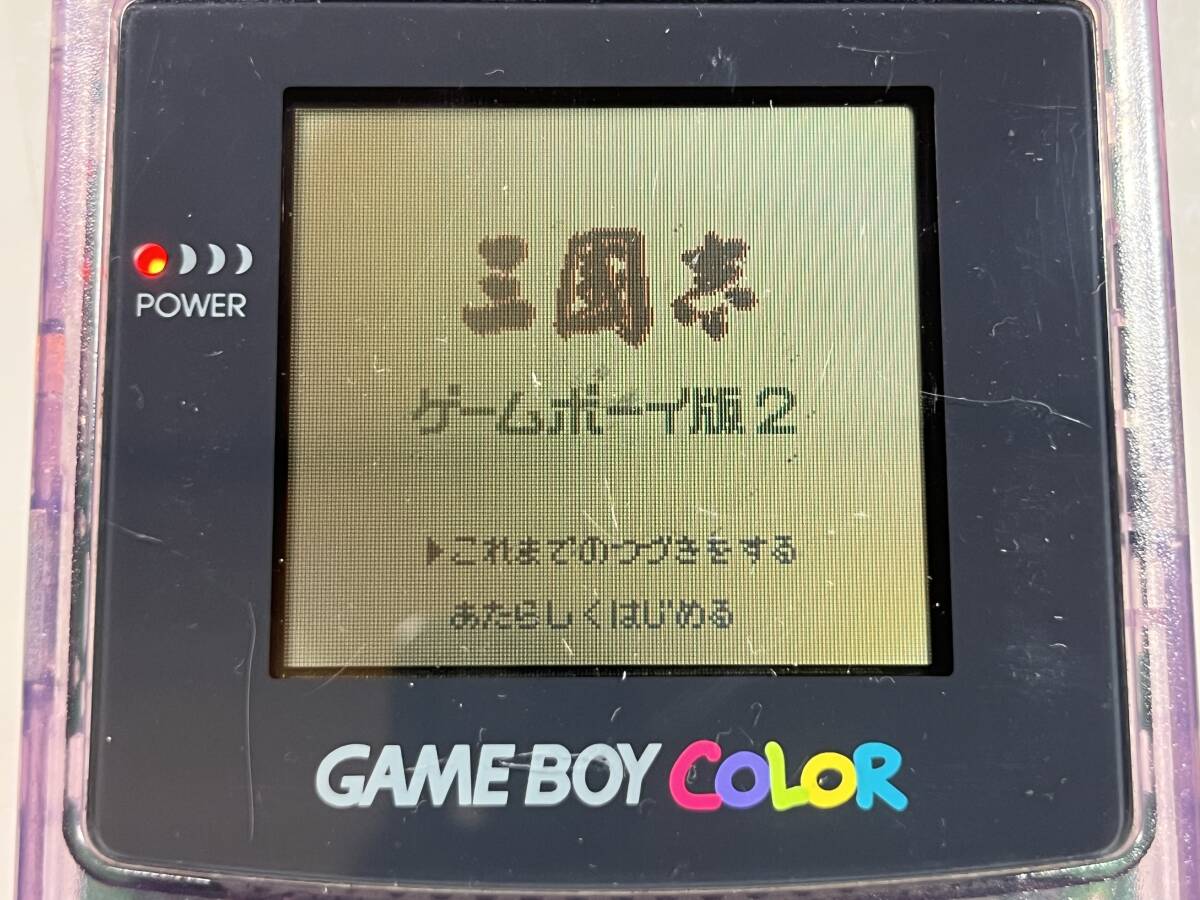 三国志
ゲームボーイ版2
▶これまでのつづきをする
あたらしくはじめる
POWER
GAME BOY COLOR